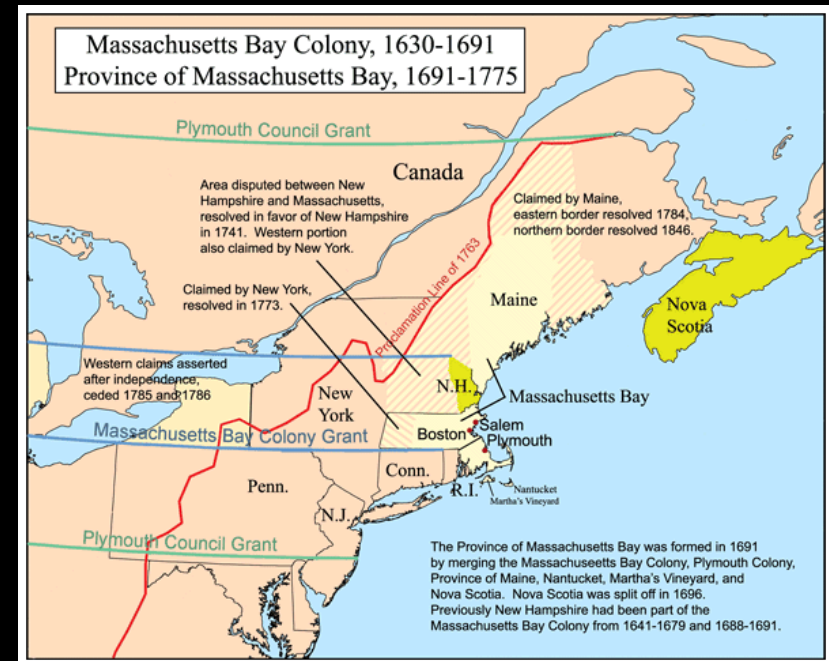 Massachusetts Bay Colony, 1630-1691
Province of Massachusetts Bay, 1691-1775
Plymouth Council Grant
Canada
Area disputed between New
Hampshire and Massachusetts,
resolved in favor of New Hampshire
in 1741. Western portion
also claimed by New York.
Claimed by Maine,
eastern border resolved 1784,
northern border resolved 1846.
Proclamation Line of 1763
Claimed by New York,
resolved in 1773.
Maine
Nova
Scotia
Western claims asserted
after independence,
ceded 1785 and 1786
New
York
N.H.
Massachusetts Bay
Massachusetts Bay Colony Grant
Boston
Salem
Plymouth
Conn.
R.I.
Nantucket
Martha's Vineyard
Penn.
N.J.
Plymouth Council Grant
The Province of Massachusetts Bay was formed in 1691
by merging the Massachuseetts Bay Colony, Plymouth Colony,
Province of Maine, Nantucket, Martha's Vineyard, and
Nova Scotia. Nova Scotia was split off in 1696.
Previously New Hampshire had been part of the
Massachusetts Bay Colony from 1641-1679 and 1688-1691.